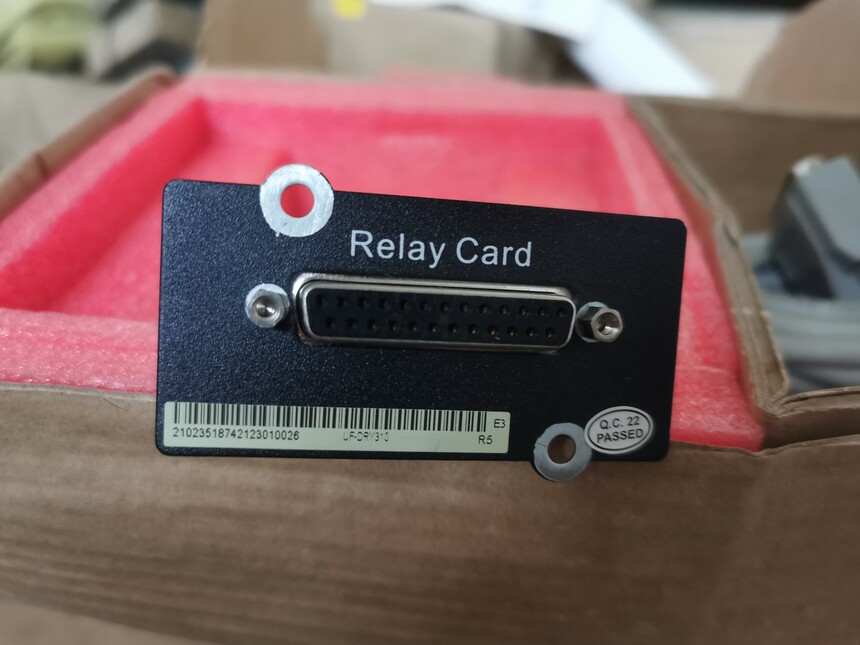 Relay Card
E3
21023518742123010026 UF-DRY310 R5
Q.C. 22
PASSED